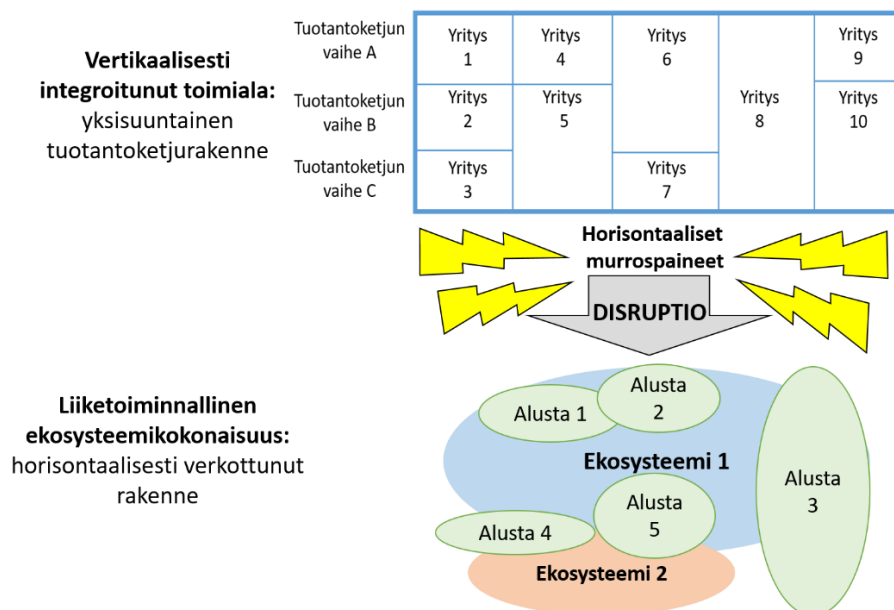 Vertikaalisesti
integroitunut toimiala:
yksisuuntainen
tuotantoketjurakenne
Tuotantoketjun
vaihe A
Tuotantoketjun
vaihe B
Tuotantoketjun
vaihe C
Yritys
1
Yritys
4
Yritys
6
Yritys
9
Yritys
2
Yritys
5
Yritys
8
Yritys
10
Yritys
3
Yritys
7
Horisontaaliset
murrospaineet
DISRUPTIO
Liiketoiminnallinen
ekosysteemikokonaisuus:
horisontaalisesti verkottunut
rakenne
Alusta 1
Alusta
2
Ekosysteemi 1
Alusta
3
Alusta 4
Alusta
5
Ekosysteemi 2